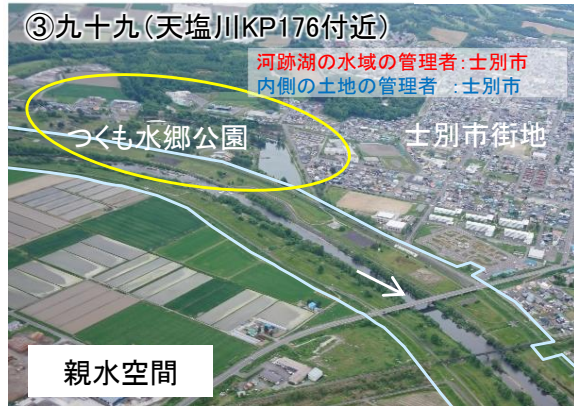 ③九十九(天塩川KP176付近)
河跡湖の水域の管理者:士別市
内側の土地の管理者 :士別市
つくも水郷公園
士別市街地
親水空間